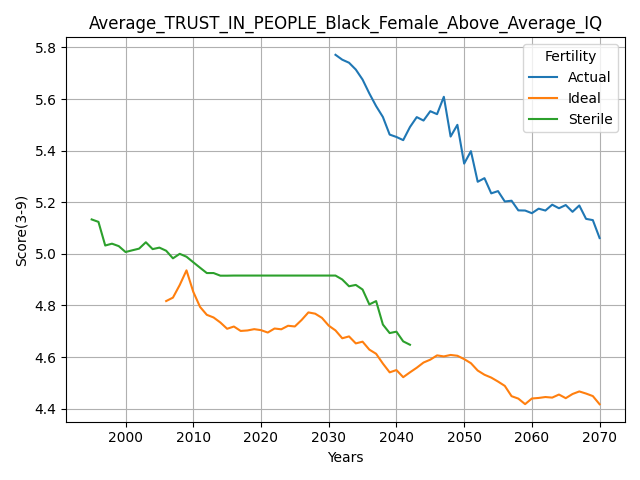 Average_TRUST_IN_PEOPLE_Black_Female_Above_Average_IQ
Fertility
Actual
Ideal
Sterile
Score(3-9)
5.8
5.6
5.4
5.2
5.0
4.8
4.6
4.4
2000 2010 2020 2030 2040 2050 2060 2070
Years